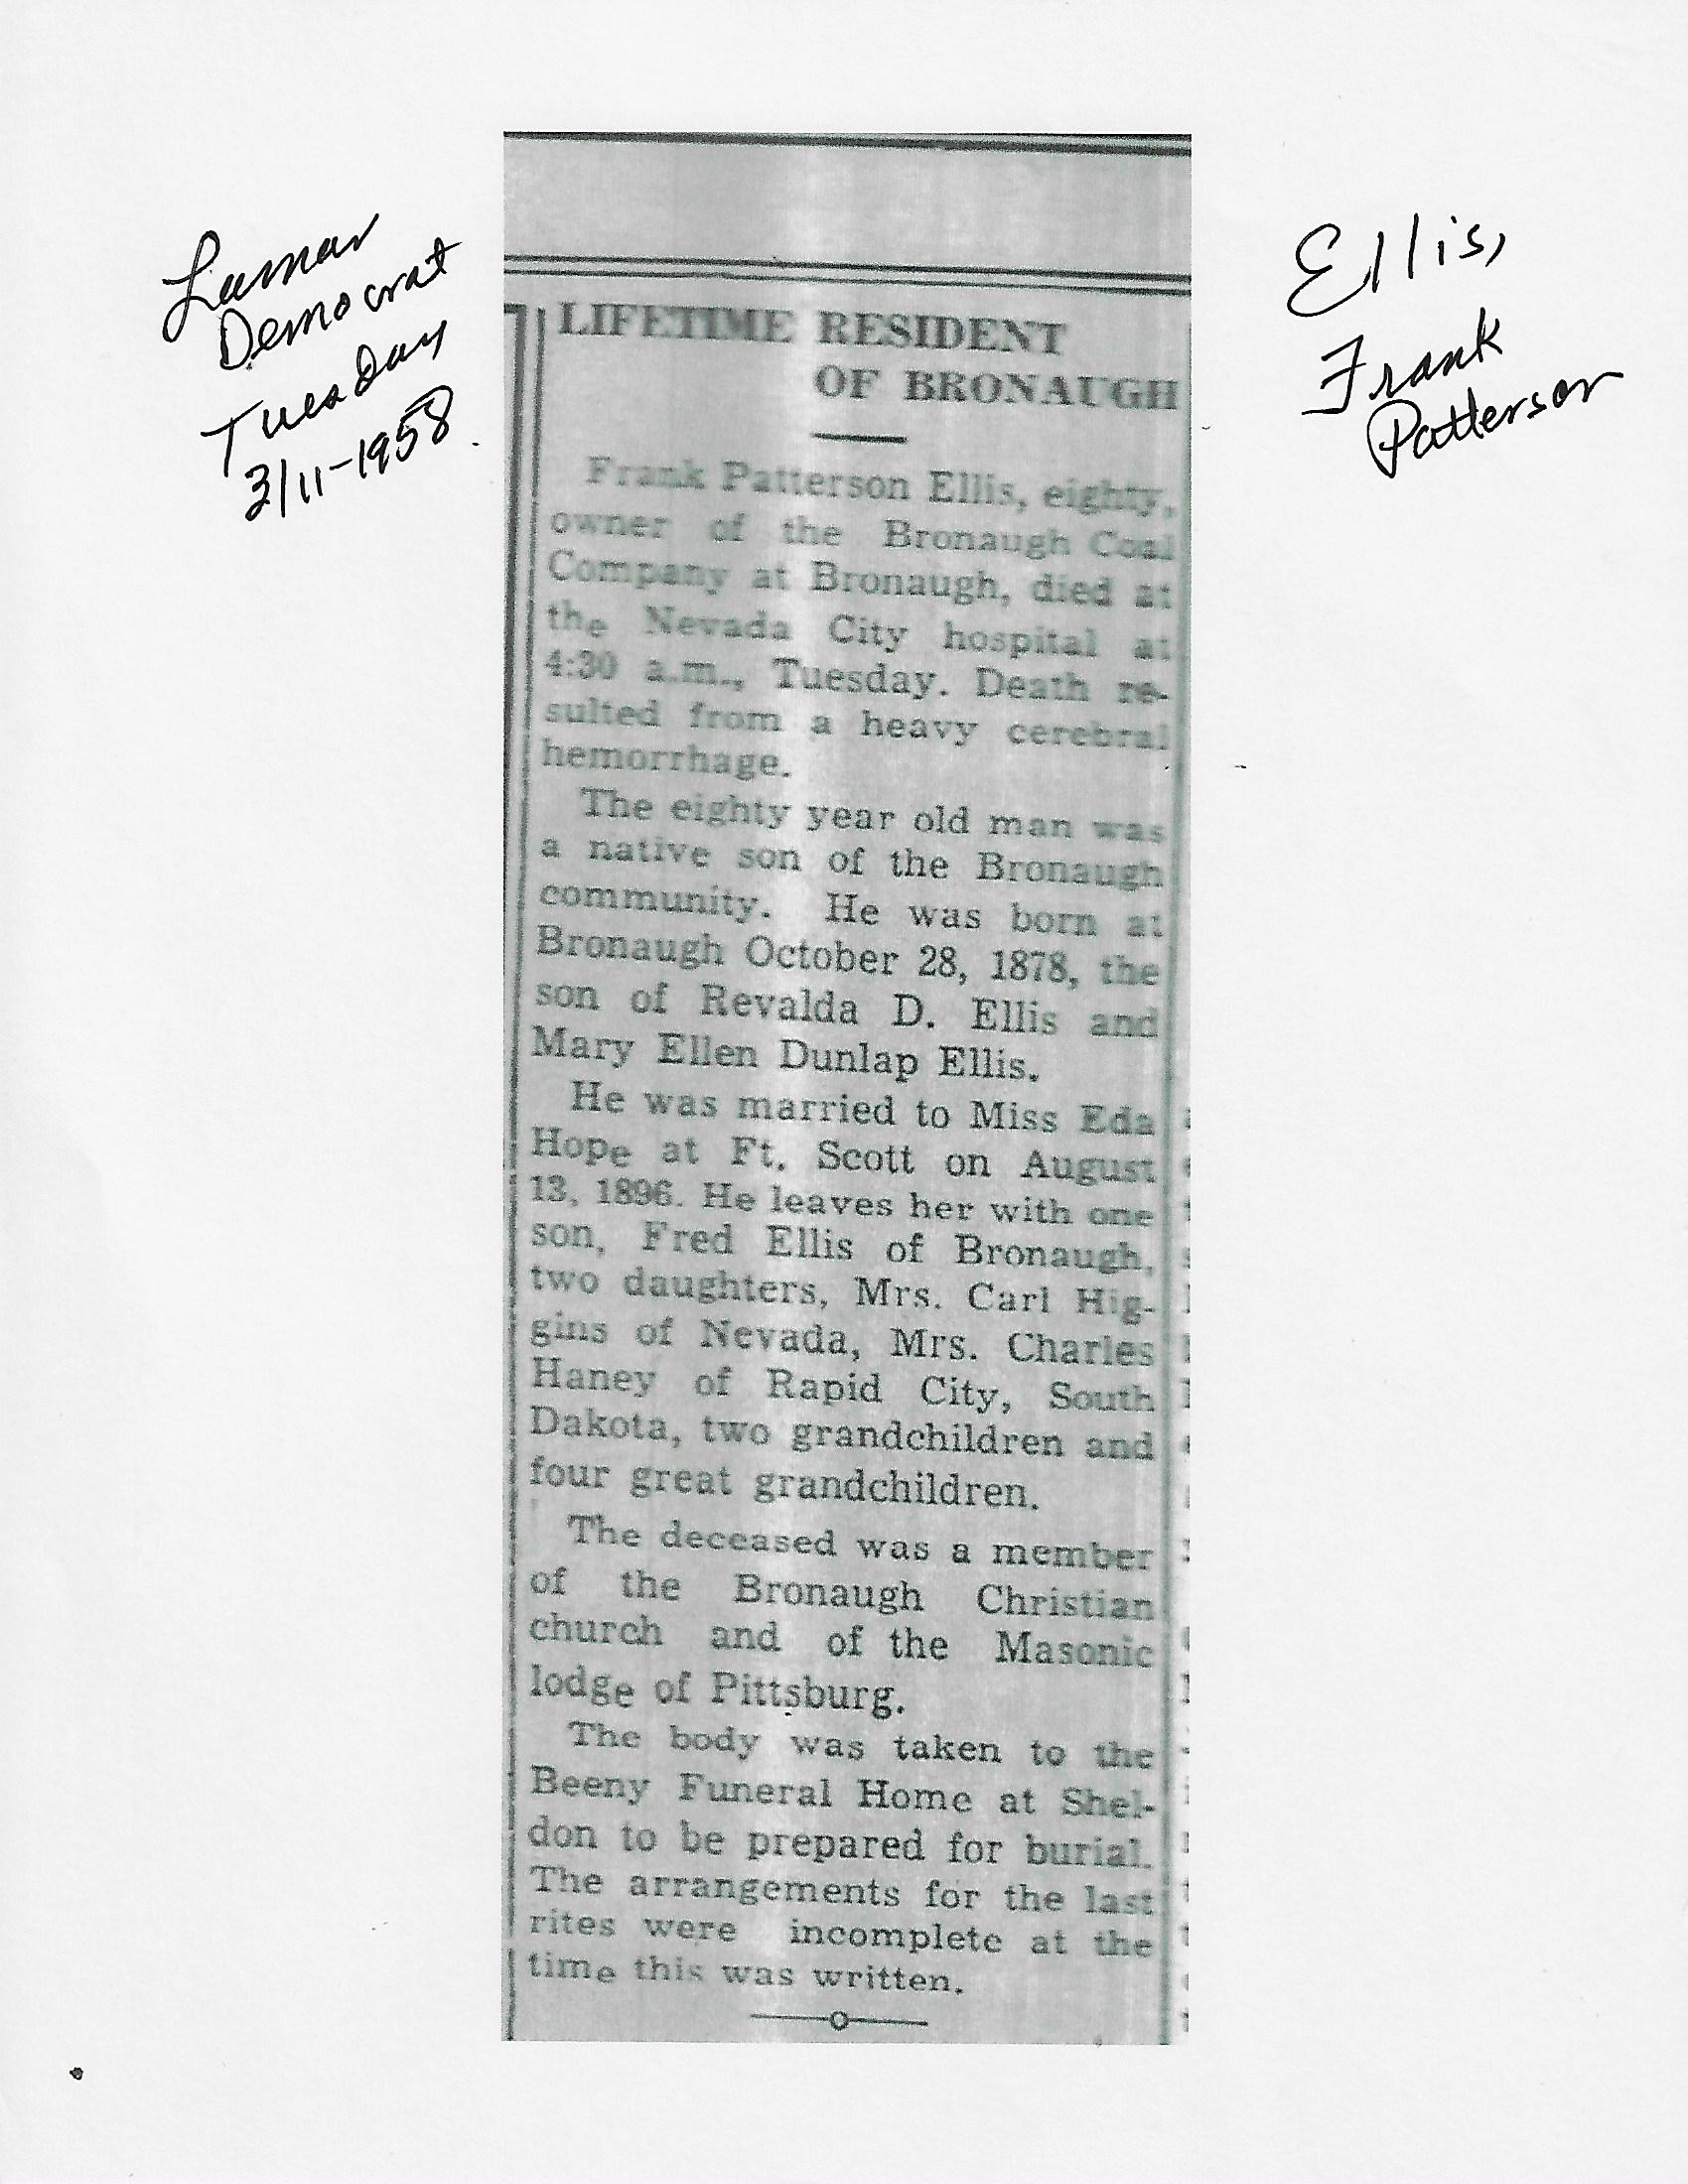 Lamar
Democrat
Tuesday
3/11-1958
Ellis,
Frank
Patterson
LIFETIME RESIDENT
OF BRONAUGH
Frank Patterson Ellis, eighty,
owner of the Bronaugh Coal
Company at Bronaugh, died at
the Nevada City hospital at
4:30 a.m., Tuesday. Death re-
sulted from a heavy cerebral
hemorrhage.
The eighty year old man was
a native son of the Bronaugh
community. He was born at
Bronaugh October 28, 1878, the
son of Revalda D. Ellis and
Mary Ellen Dunlap Ellis.
He was married to Miss Eda
Hope at Ft. Scott on August
13, 1896. He leaves her with one
son, Fred Ellis of Bronaugh,
two daughters, Mrs. Carl Hig-
gins of Nevada, Mrs. Charles
Haney of Rapid City, South
Dakota, two grandchildren and
four great grandchildren.
The deceased was a member
of the Bronaugh Christian
church and of the Masonic
lodge of Pittsburg.
The body was taken to the
Beeny Funeral Home at Shel-
don to be prepared for burial.
The arrangements for the last
rites were incomplete at the
time this was written.